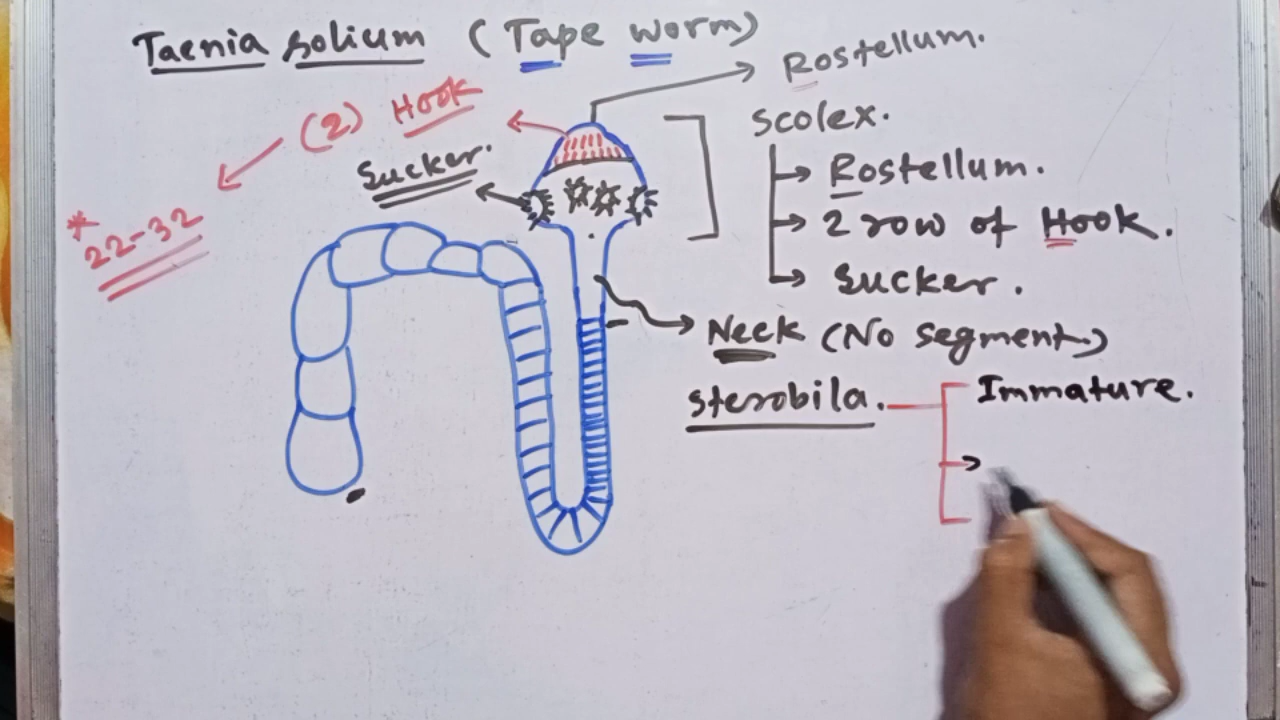 Taenia solium (Tape worm)
Rostellum.
(2) Hook
Scolex.
Sucker.
Rostellum.
*22-32
2 row of Hook.
Sucker.
Neck (No segment.)
Sterobila.
Immature.